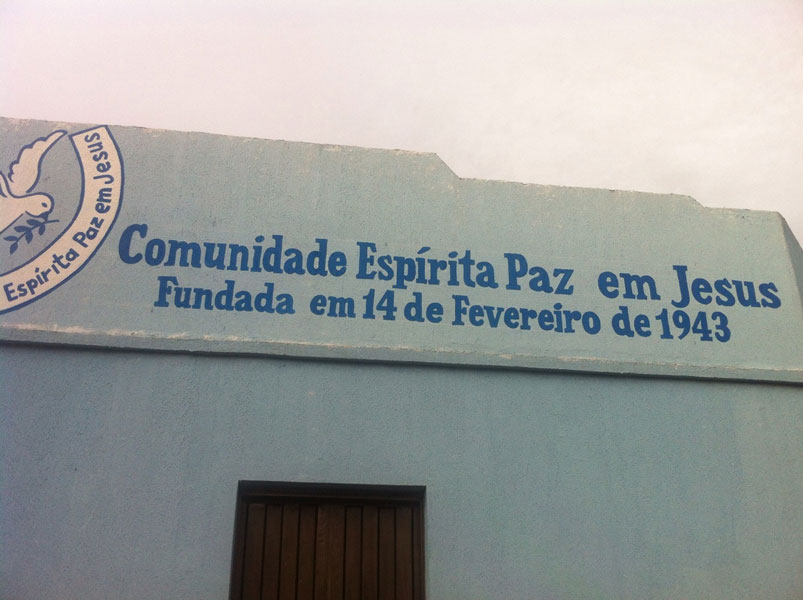 Espírita Paz em Jesus
Comunidade Espírita Paz em Jesus
Fundada em 14 de Fevereiro de 1943